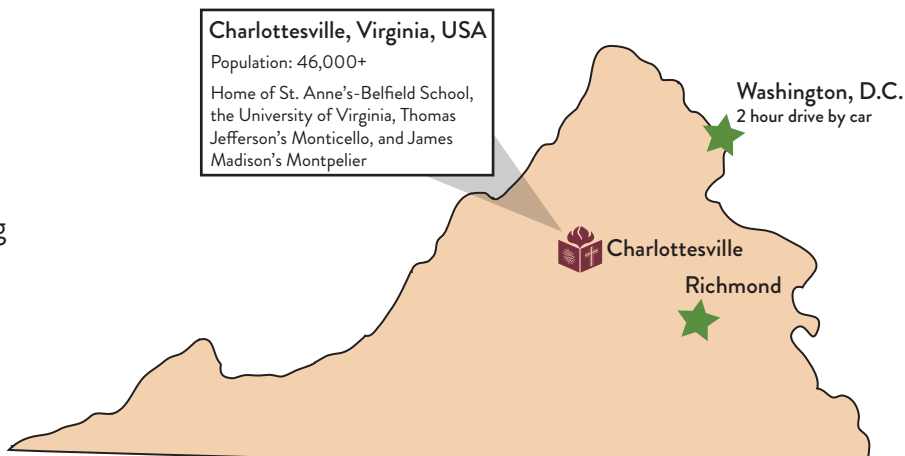 Charlottesville, Virginia, USA
Population: 46,000+
Home of St. Anne's-Belfield School,
the University of Virginia, Thomas
Jefferson's Monticello, and James
Madison's Montpelier
Washington, D.C.
2 hour drive by car
g
Charlottesville
Richmond